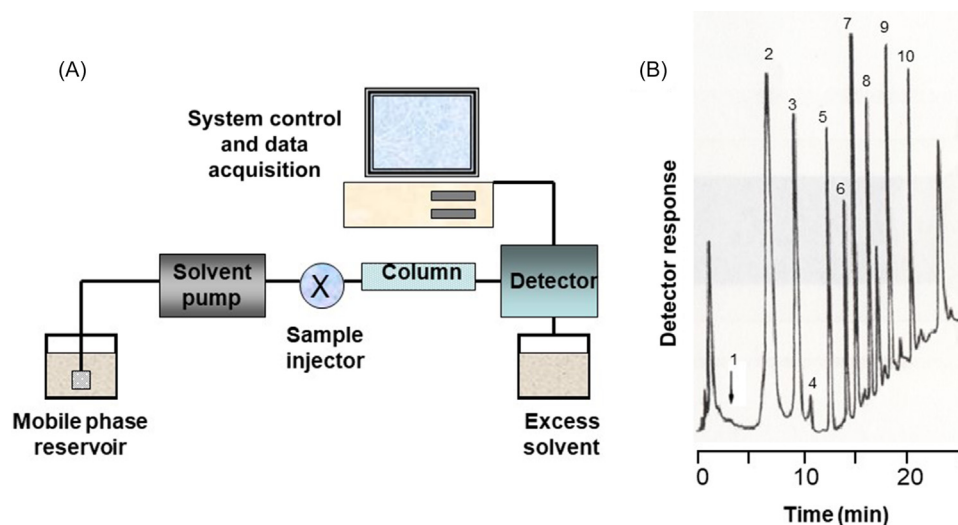 (A)
System control
and data
acquisition
Solvent
pump
X
Sample
injector
Column
Detector
Mobile phase
reservoir
Excess
solvent
(B)
Detector response
1
2
3
4
5
6
7
8
9
10
0
10
20
Time (min)